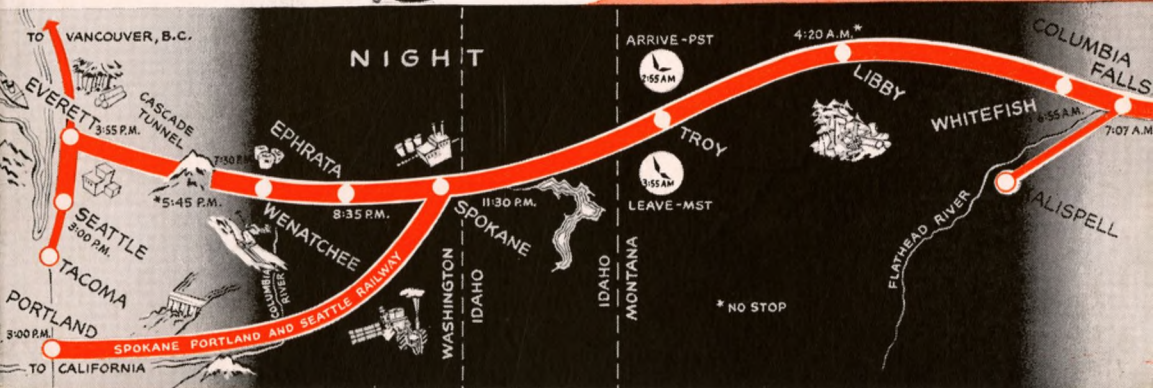 TO VANCOUVER, B.C.
NIGHT
ARRIVE-PST
2:55 AM
4:20 A.M.*
COLUMBIA
FALLS
EVERETT
3:55 P.M.
CASCADE
TUNNEL
LIBBY
WHITEFISH
6:55 A.M.
7:07 A.M
EPHRATA
7:30 P.M.
TROY
*5:45 P.M.
8:35 P.M.
11:30 P.M.
3:55 AM
LEAVE-MST
SEATTLE
3:00 P.M.
WENATCHEE
SPOKANE
KALISPELL
TACOMA
COLUMBIA
RIVER
WASHINGTON
IDAHO
IDAHO
MONTANA
FLATHEAD RIVER
*NO STOP
PORTLAND
3:00 P.M.
SPOKANE PORTLAND AND SEATTLE RAILWAY
TO CALIFORNIA